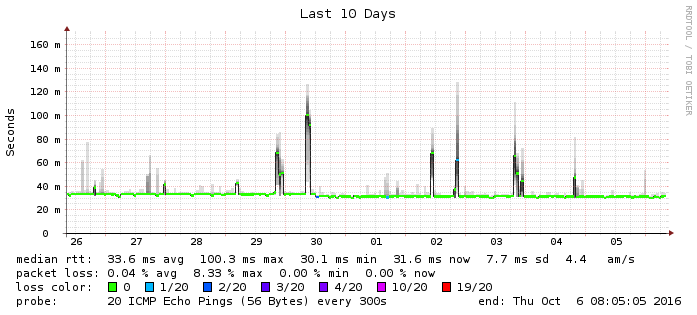 Last 10 Days
RRDTOOL / TOBI OETIKER
Seconds
160 m
140 m
120 m
100 m
80 m
60 m
40 m
20 m
0
26 27 28 29 30 01 02 03 04 05
median rtt: 33.6 ms avg 100.3 ms max 30.1 ms min 31.6 ms now 7.7 ms sd 4.4 am/s
packet loss: 0.04 % avg 8.33 % max 0.00 % min 0.00 % now
loss color: 0 1/20 2/20 3/20 4/20 10/20 19/20
probe: 20 ICMP Echo Pings (56 Bytes) every 300s end: Thu Oct 6 08:05:05 2016